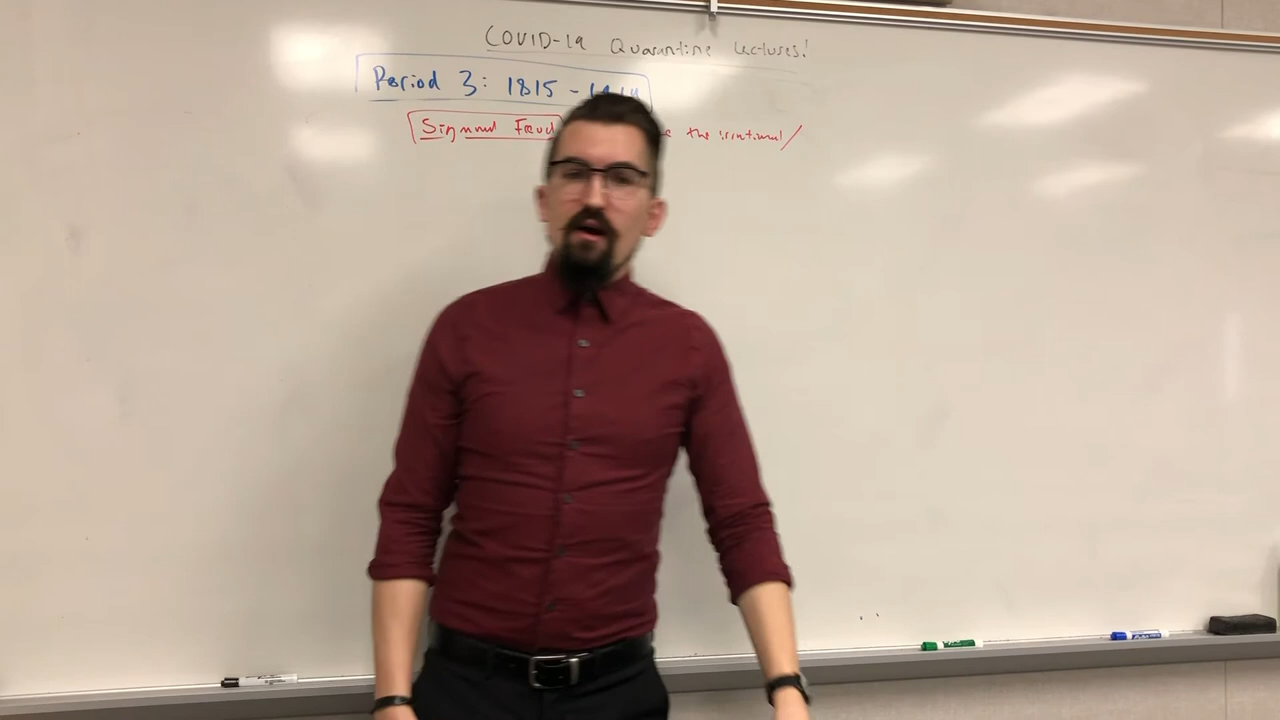 COVID-19 Quarantine Lectures!
Period 3: 1815 -
Sigmund Freud the irrational